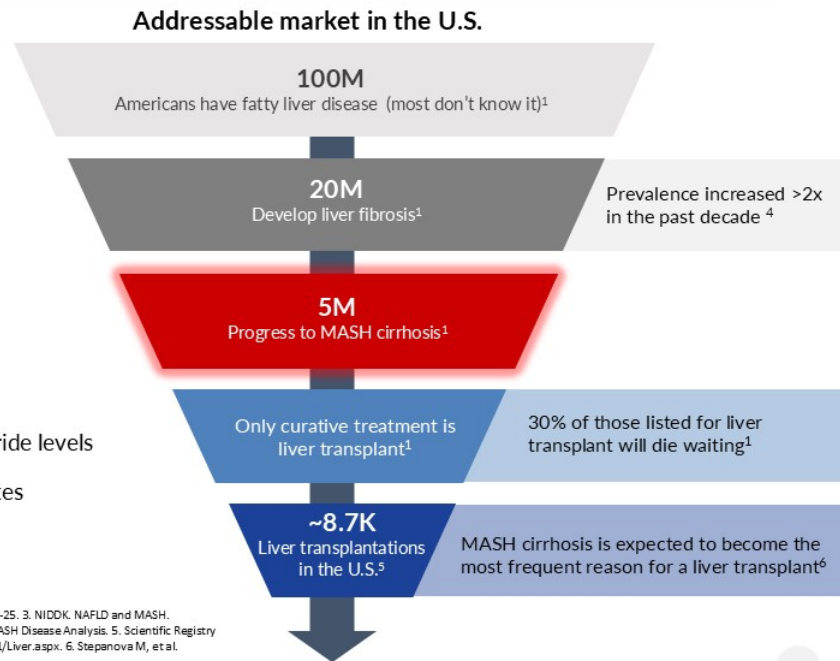 Addressable market in the U.S.
100M
Americans have fatty liver disease (most don't know it)¹
20M
Develop liver fibrosis¹
Prevalence increased >2x
in the past decade ⁴
5M
Progress to MASH cirrhosis¹
Only curative treatment is
liver transplant¹
30% of those listed for liver
transplant will die waiting¹
ride levels
tes
~8.7K
Liver transplantations
in the U.S.⁵
MASH cirrhosis is expected to become the
most frequent reason for a liver transplant⁶
-25. 3. NIDDK. NAFLD and MASH.
ASH Disease Analysis. 5. Scientific Registry
1/Liver.aspx. 6. Stepanova M, et al.